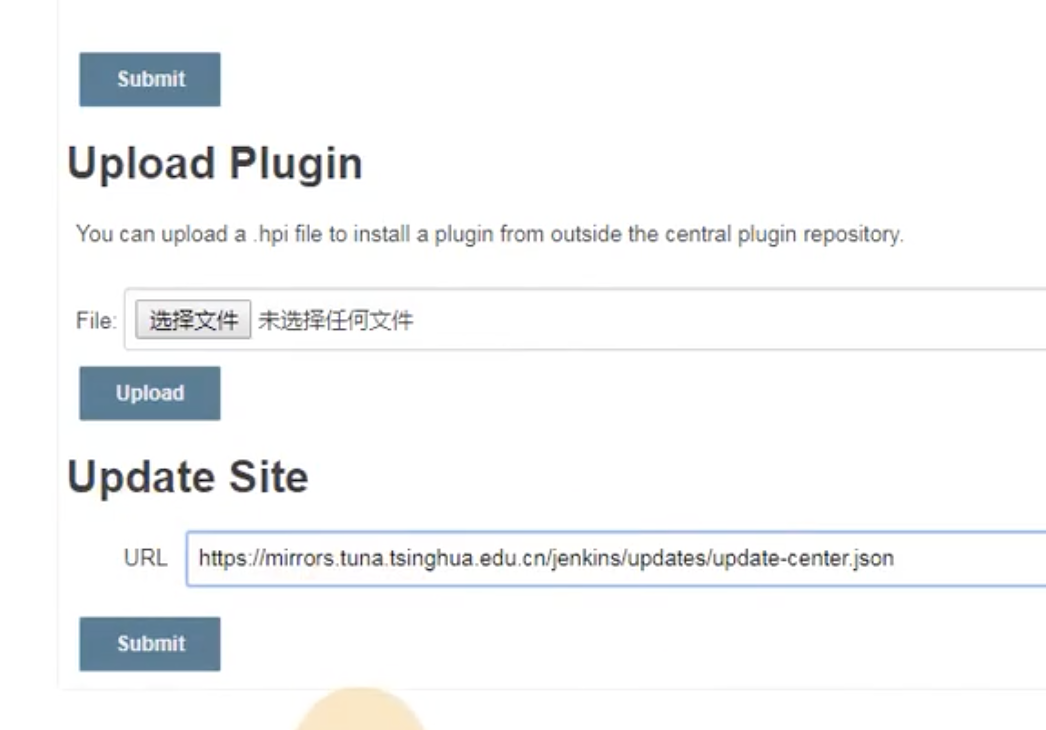 Submit
Upload Plugin
You can upload a .hpi file to install a plugin from outside the central plugin repository.
File: 选择文件 未选择任何文件
Upload
Update Site
URL https://mirrors.tuna.tsinghua.edu.cn/jenkins/updates/update-center.json
Submit